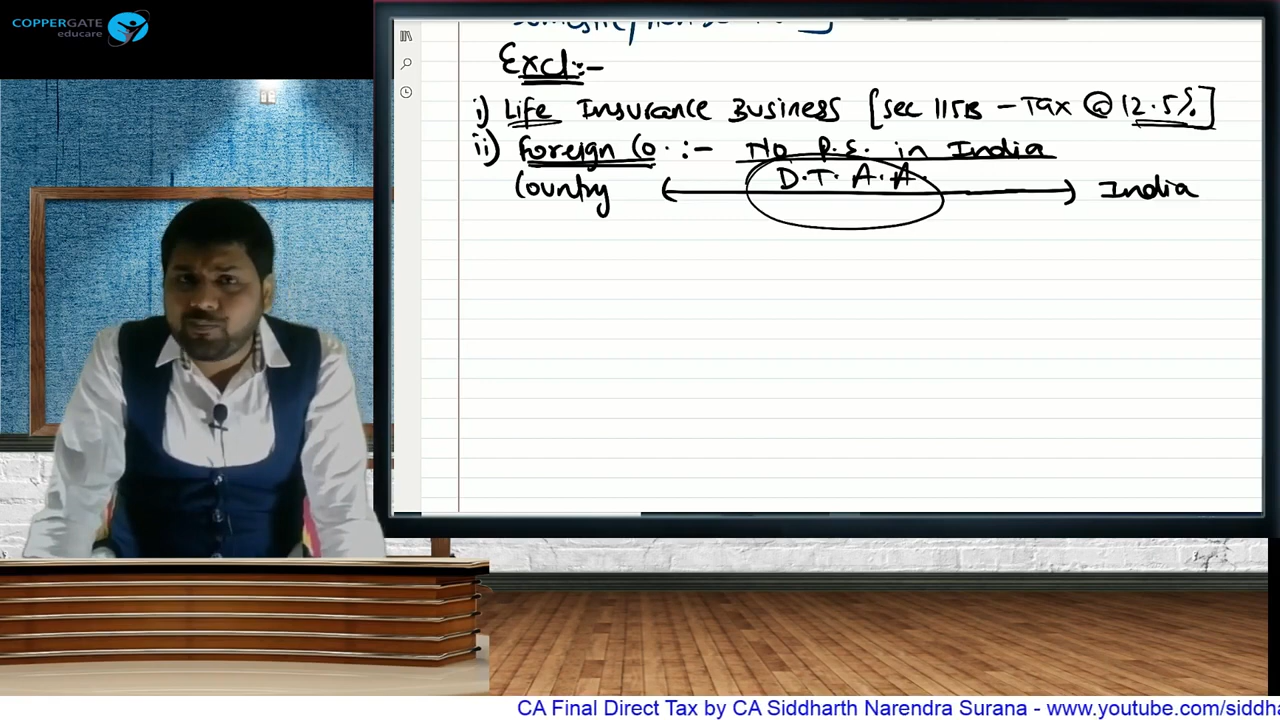 COPPERGATE
educare
Excl:-
i) Life Insurance Business [Sec 115B - Tax @ 12.5%]
ii) Foreign Co. :- No P.E. in India
D.T.A.A.
Country India
CA Final Direct Tax by CA Siddharth Narendra Surana - www.youtube.com/siddha